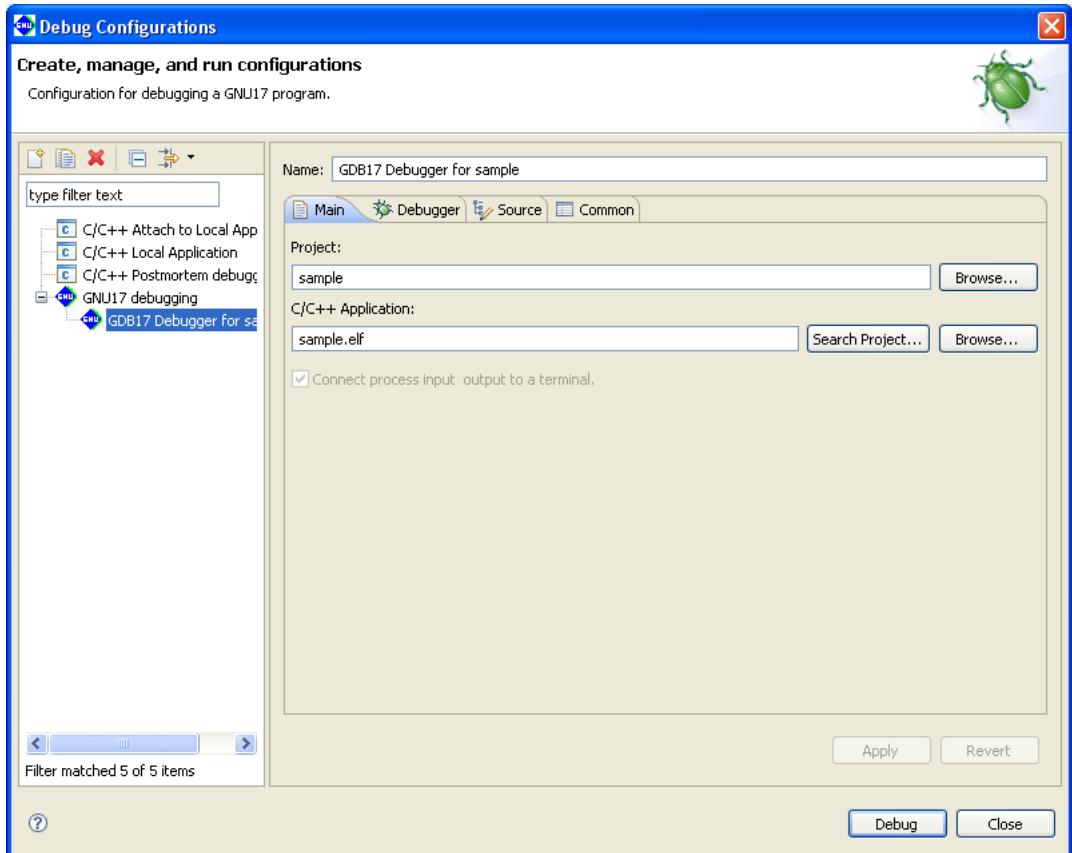 Debug Configurations
Create, manage, and run configurations
Configuration for debugging a GNU17 program.
type filter text
C/C++ Attach to Local App
C/C++ Local Application
C/C++ Postmortem debugg
GNU17 debugging
GDB17 Debugger for sa
Filter matched 5 of 5 items
Name: GDB17 Debugger for sample
Main Debugger Source Common
Project:
sample Browse...
C/C++ Application:
sample.elf Search Project... Browse...
Connect process input output to a terminal.
Apply Revert
Debug Close